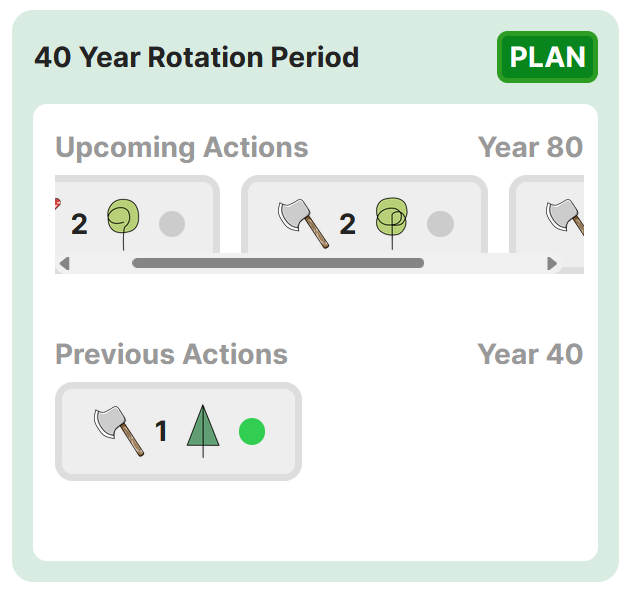 40 Year Rotation Period PLAN
Upcoming Actions Year 80
2 2
Previous Actions Year 40
1